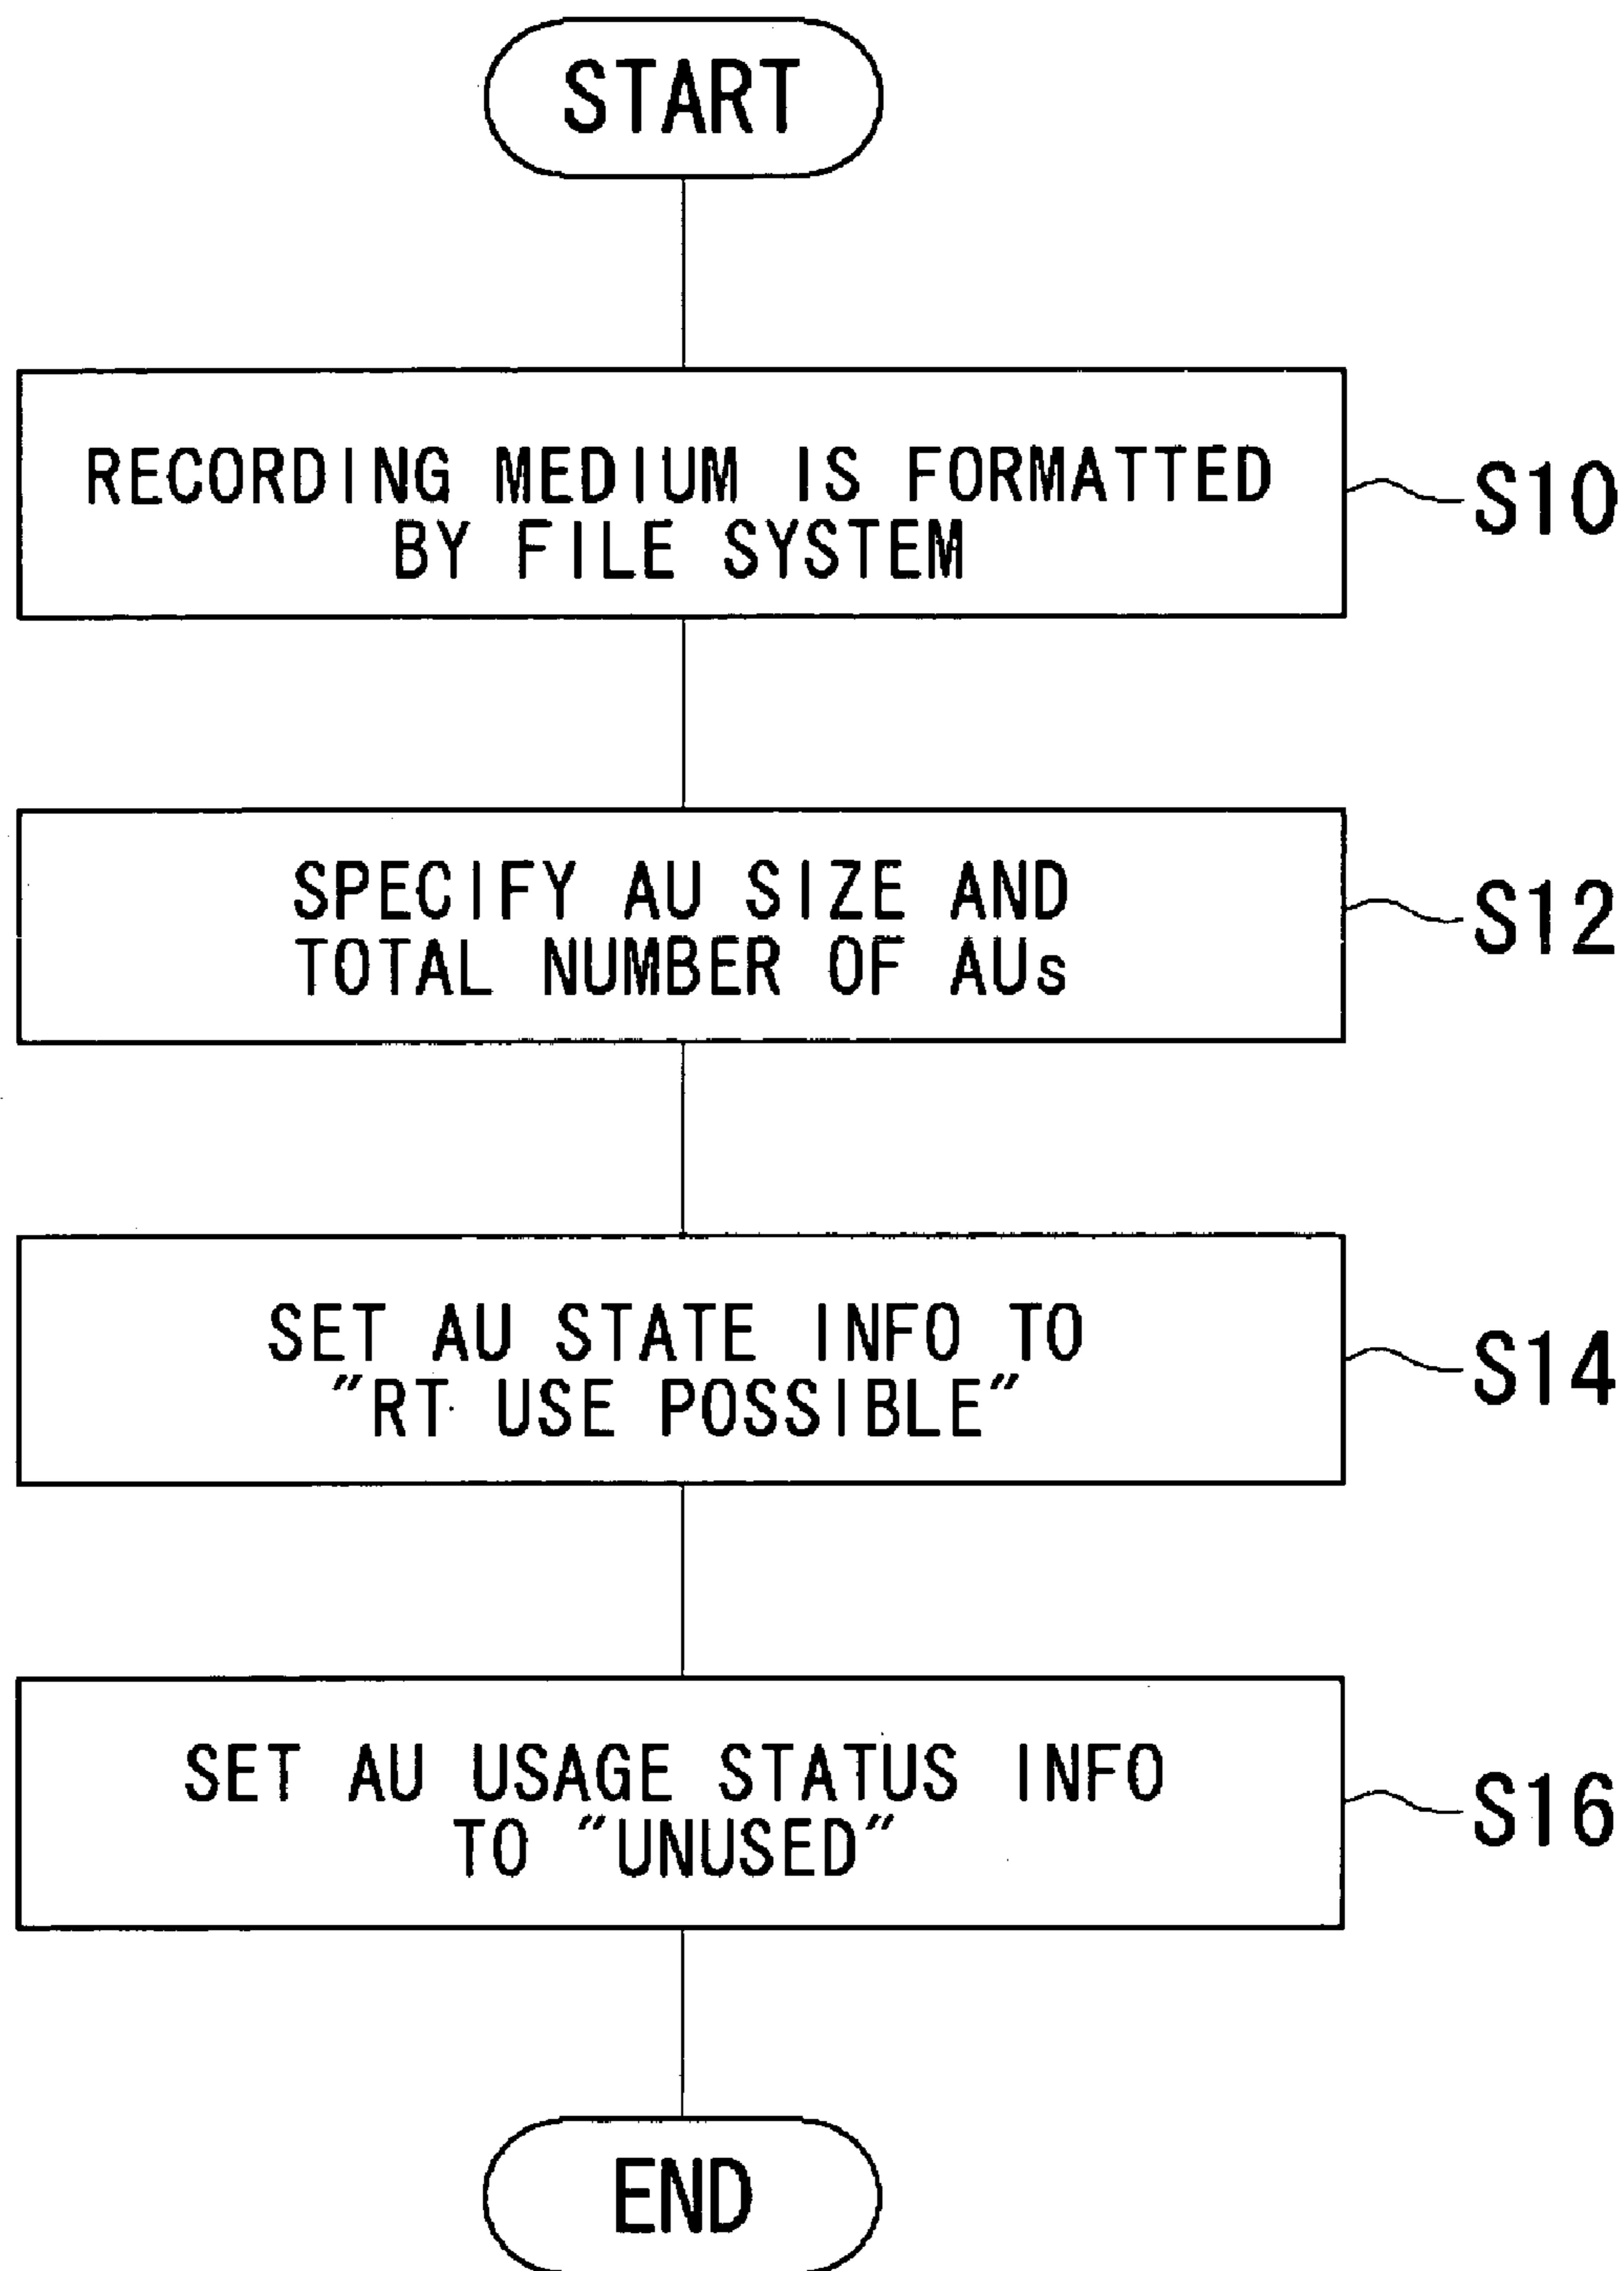 START
RECORDING MEDIUM IS FORMATTED
BY FILE SYSTEM
S10
SPECIFY AU SIZE AND
TOTAL NUMBER OF AUs
S12
SET AU STATE INFO TO
"RT USE POSSIBLE"
S14
SET AU USAGE STATUS INFO
TO "UNUSED"
S16
END